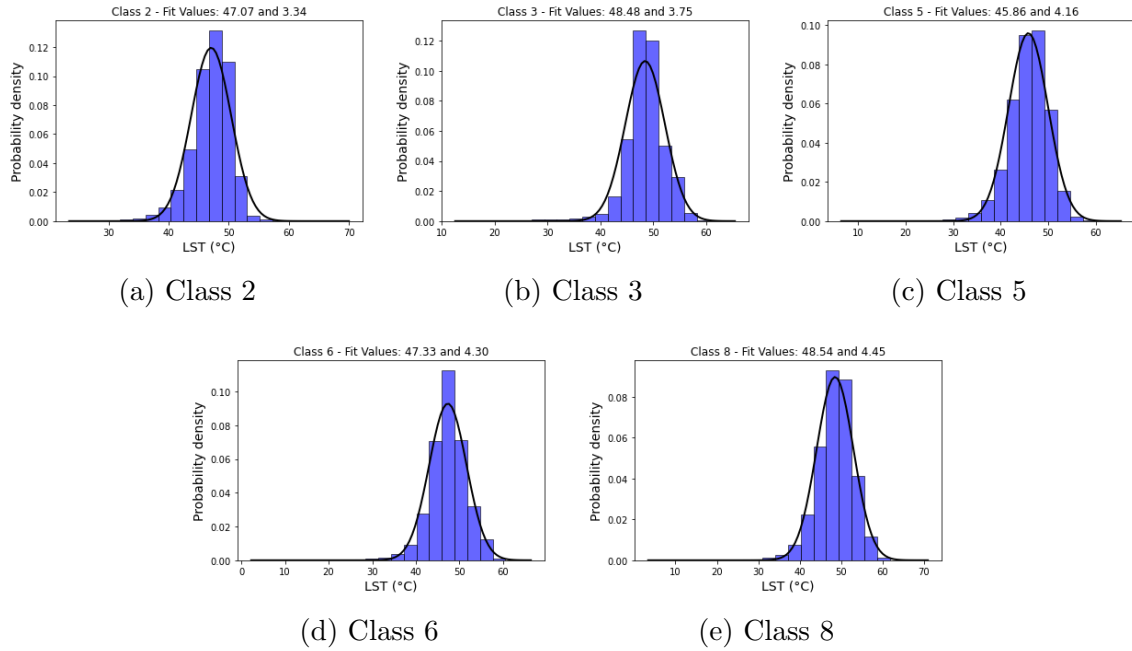 Class 2 - Fit Values: 47.07 and 3.34
Probability density
0.12
0.10
0.08
0.06
0.04
0.02
0.00
30 40 50 60 70
LST (°C)
(a) Class 2
Class 3 - Fit Values: 48.48 and 3.75
Probability density
0.12
0.10
0.08
0.06
0.04
0.02
0.00
10 20 30 40 50 60
LST (°C)
(b) Class 3
Class 5 - Fit Values: 45.86 and 4.16
Probability density
0.10
0.08
0.06
0.04
0.02
0.00
10 20 30 40 50 60
LST (°C)
(c) Class 5
Class 6 - Fit Values: 47.33 and 4.30
Probability density
0.10
0.08
0.06
0.04
0.02
0.00
0 10 20 30 40 50 60
LST (°C)
(d) Class 6
Class 8 - Fit Values: 48.54 and 4.45
Probability density
0.08
0.06
0.04
0.02
0.00
10 20 30 40 50 60 70
LST (°C)
(e) Class 8